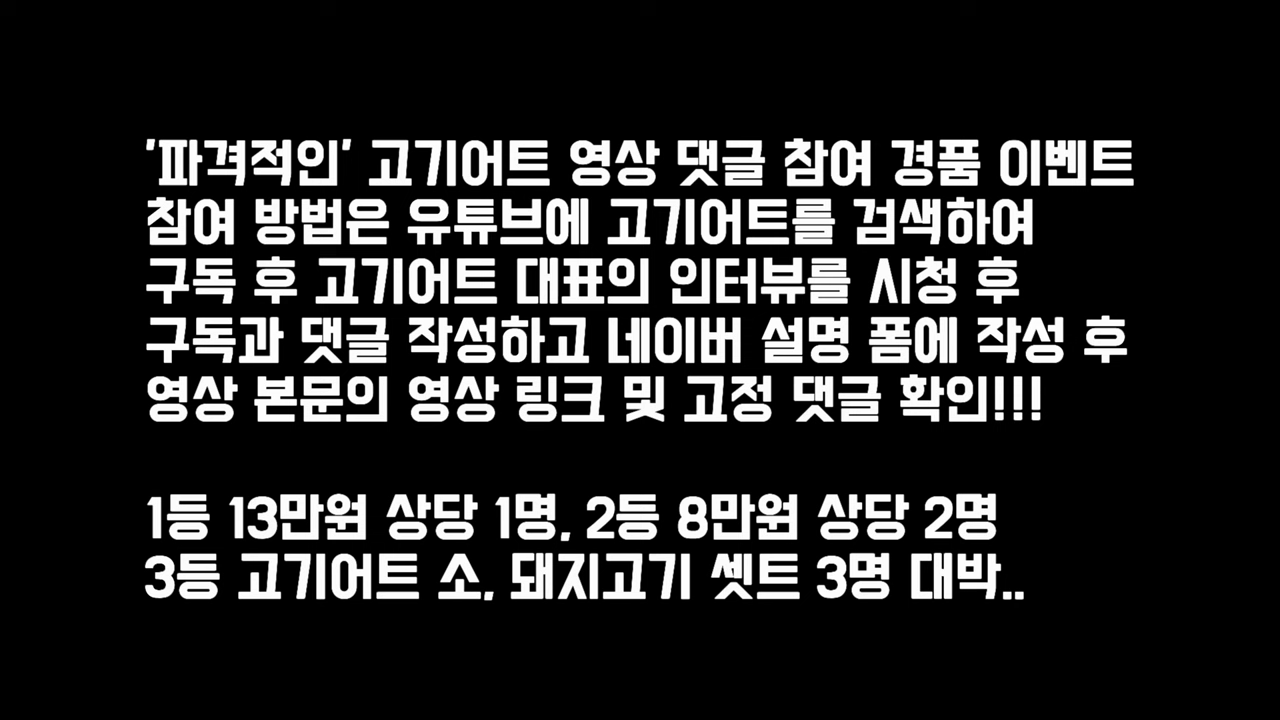 '파격적인' 고기어트 영상 댓글 참여 경품 이벤트
참여 방법은 유튜브에 고기어트를 검색하여
구독 후 고기어트 대표의 인터뷰를 시청 후
구독과 댓글 작성하고 네이버 설명 폼에 작성 후
영상 본문의 영상 링크 및 고정 댓글 확인!!!
1등 13만원 상당 1명, 2등 8만원 상당 2명
3등 고기어트 소, 돼지고기 셋트 3명 대박..